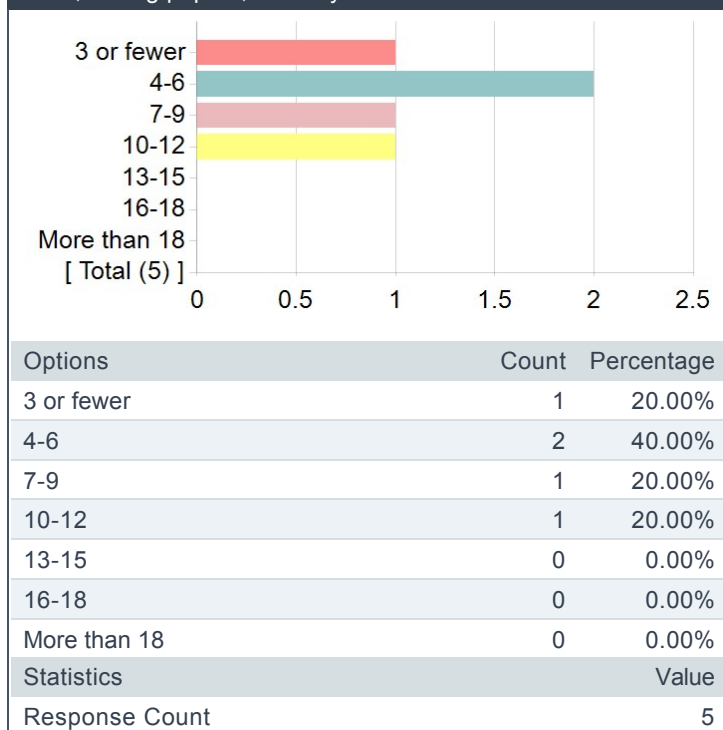 3 or fewer
4-6
7-9
10-12
13-15
16-18
More than 18
[ Total (5) ]
0 0.5 1 1.5 2 2.5
Options Count Percentage
3 or fewer 1 20.00%
4-6 2 40.00%
7-9 1 20.00%
10-12 1 20.00%
13-15 0 0.00%
16-18 0 0.00%
More than 18 0 0.00%
Statistics Value
Response Count 5